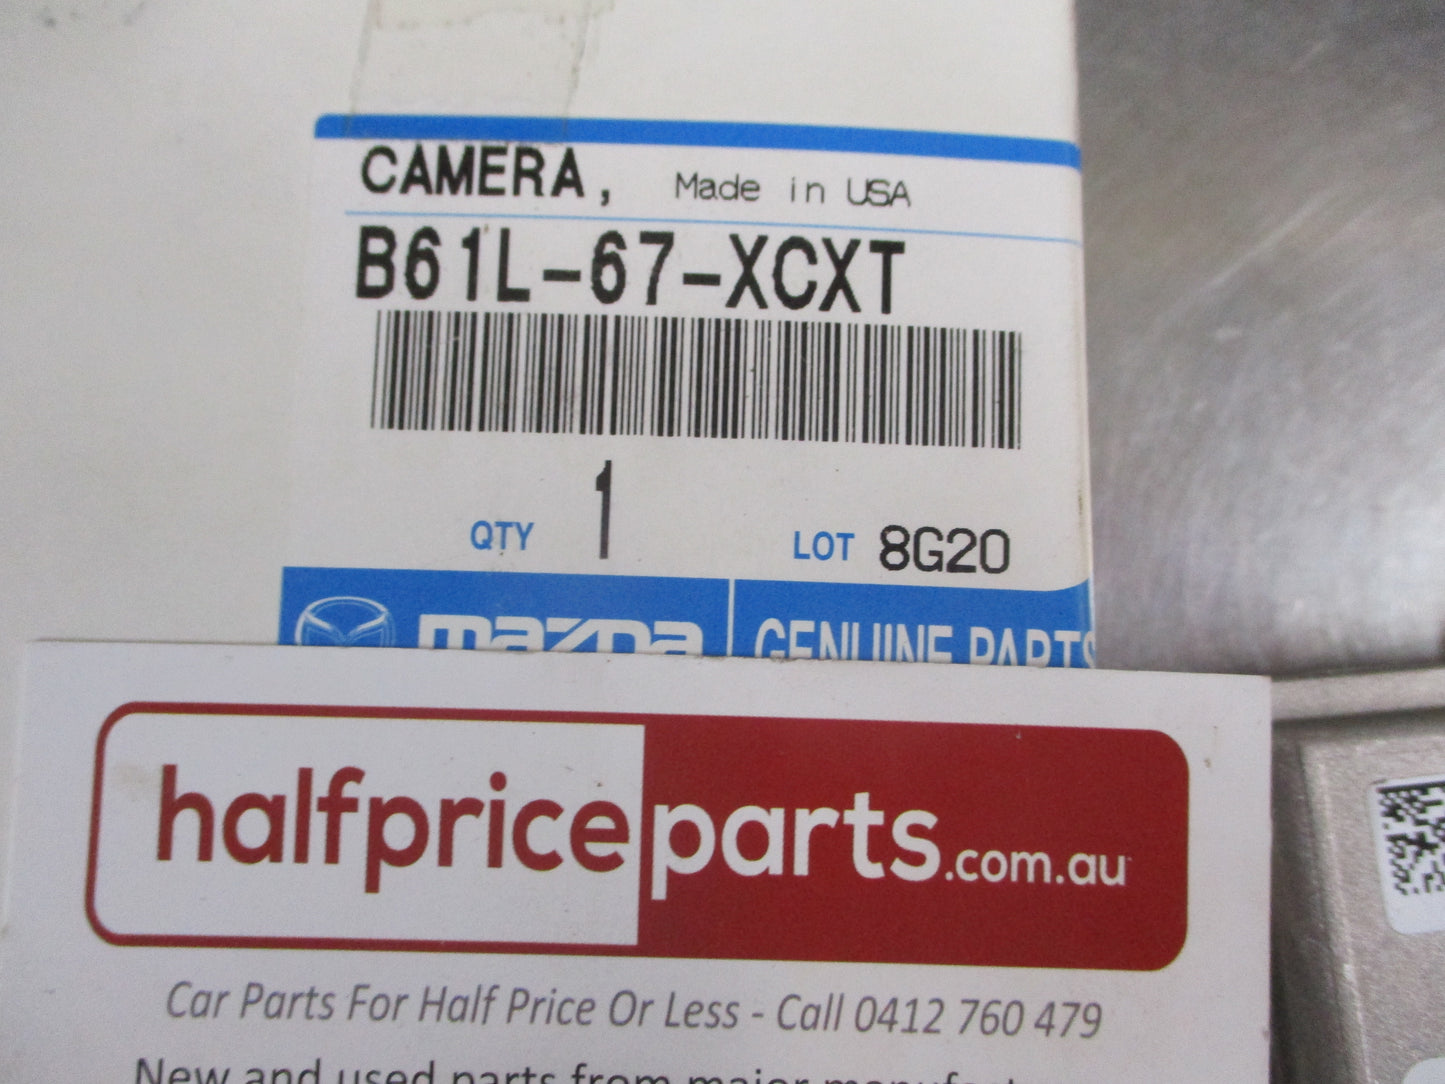 CAMERA, Made in USA
B61L-67-XCXT
1
QTY
LOT 8G20
mazda
GENUINE PARTS
halfpriceparts.com.au
Car Parts For Half Price Or Less - Call 0412 760 479
New and used parts from major